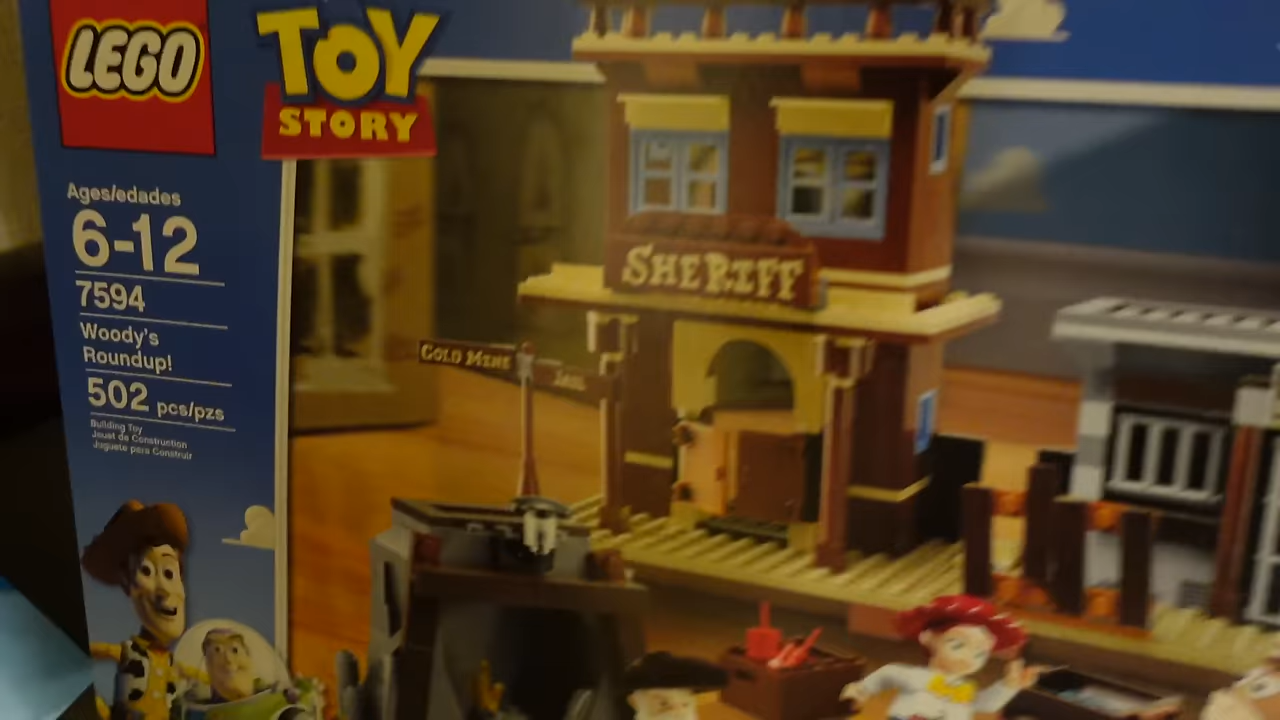 LEGO
TOY
STORY
Ages/edades
6-12
7594
Woody's
Roundup!
502 pcs/pzs
Building Toy
Jouet de Construction
Juguete para Construir
SHERIFF
GOLD MINE
JAIL